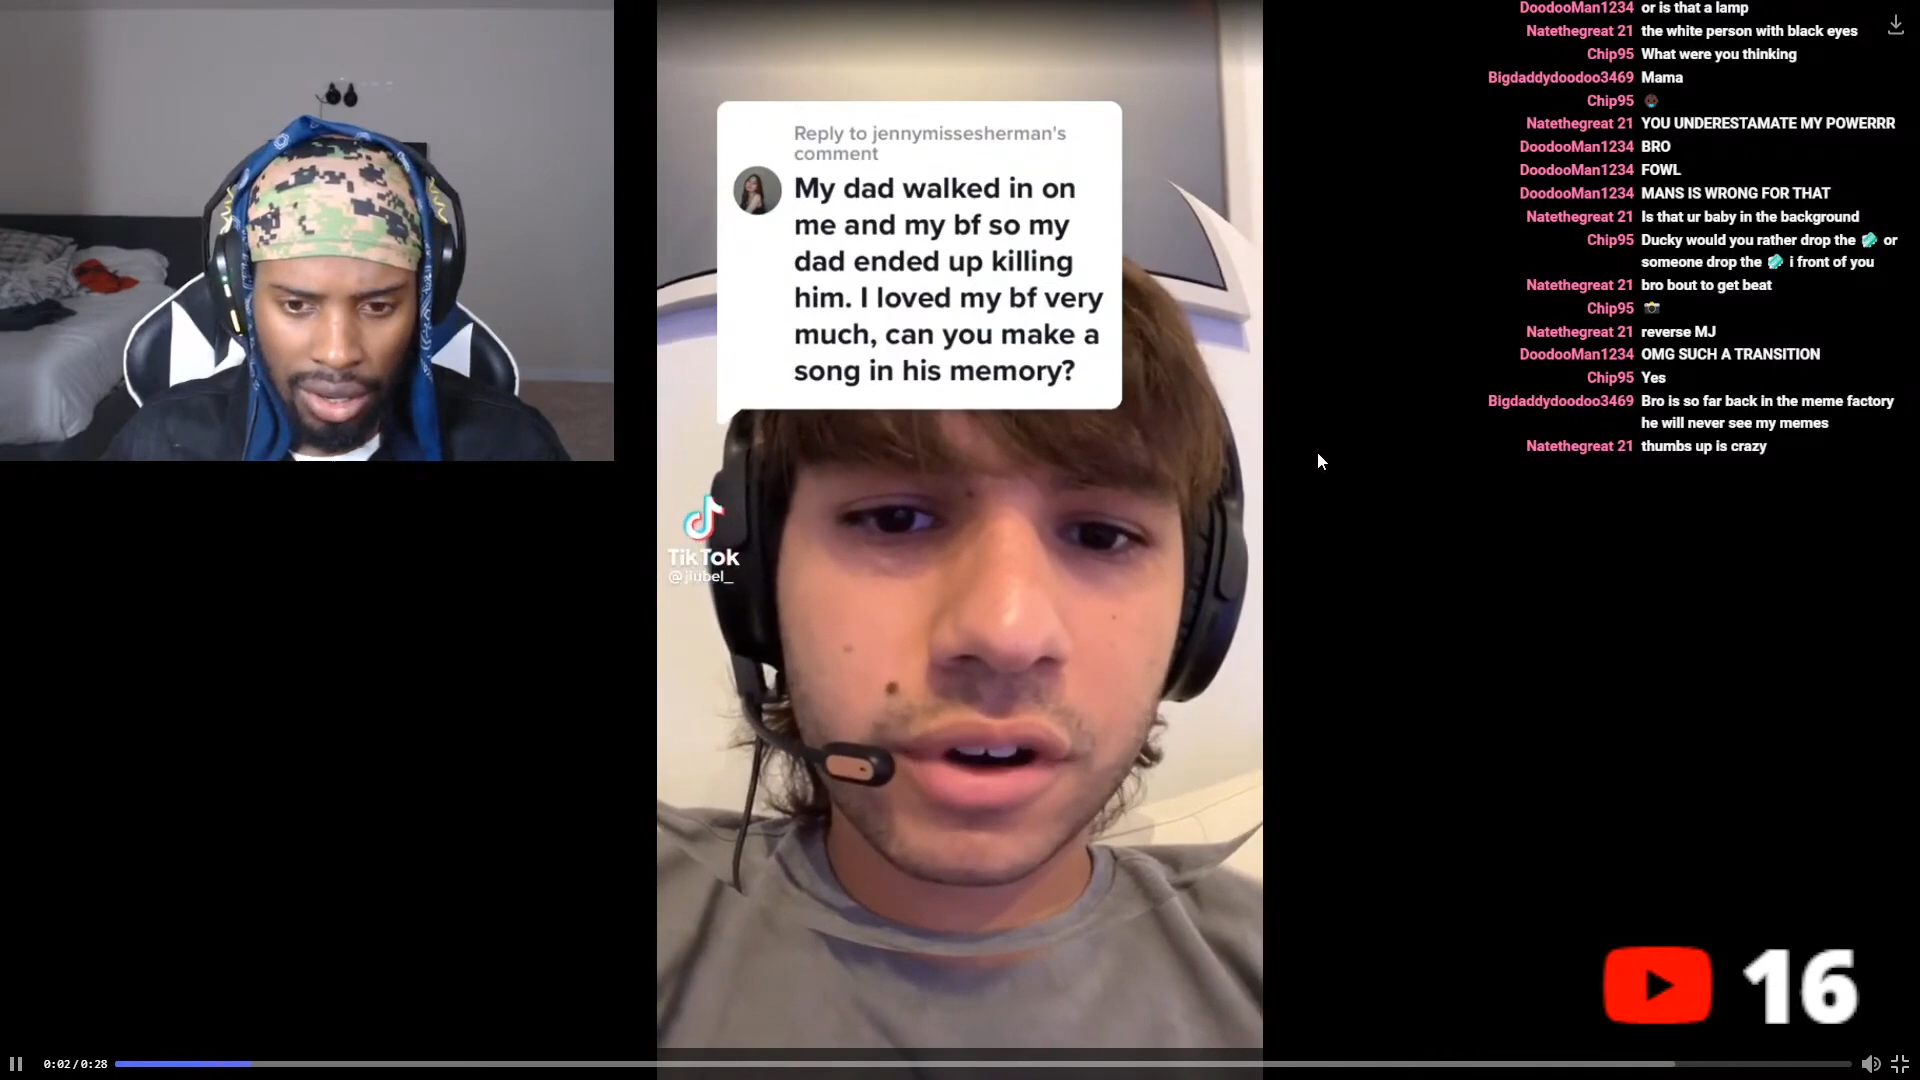 Reply to jennymissesherman's
comment
My dad walked in on
me and my bf so my
dad ended up killing
him. I loved my bf very
much, can you make a
song in his memory?
TikTok
@jiubel_
DoodooMan1234 or is that a lamp
Natethegreat 21 the white person with black eyes
Chip95 What were you thinking
Bigdaddydoodoo3469 Mama
Chip95
Natethegreat 21 YOU UNDERESTAMATE MY POWERRR
DoodooMan1234 BRO
DoodooMan1234 FOWL
DoodooMan1234 MANS IS WRONG FOR THAT
Natethegreat 21 Is that ur baby in the background
Chip95 Ducky would you rather drop the 🧼 or
someone drop the 🧼 i front of you
Natethegreat 21 bro bout to get beat
Chip95 📸
Natethegreat 21 reverse MJ
DoodooMan1234 OMG SUCH A TRANSITION
Chip95 Yes
Bigdaddydoodoo3469 Bro is so far back in the meme factory
he will never see my memes
Natethegreat 21 thumbs up is crazy
16
0:02/0:28